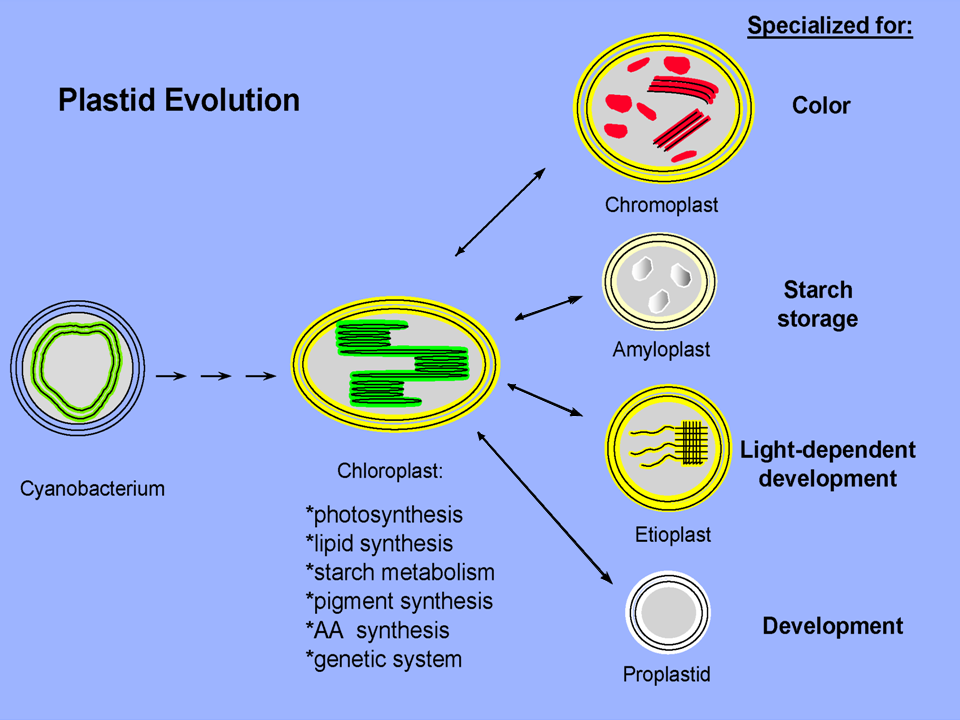 Specialized for:
Plastid Evolution
Color
Chromoplast
Starch
storage
Amyloplast
Cyanobacterium
Chloroplast:
*photosynthesis
*lipid synthesis
*starch metabolism
*pigment synthesis
*AA synthesis
*genetic system
Light-dependent
development
Etioplast
Development
Proplastid